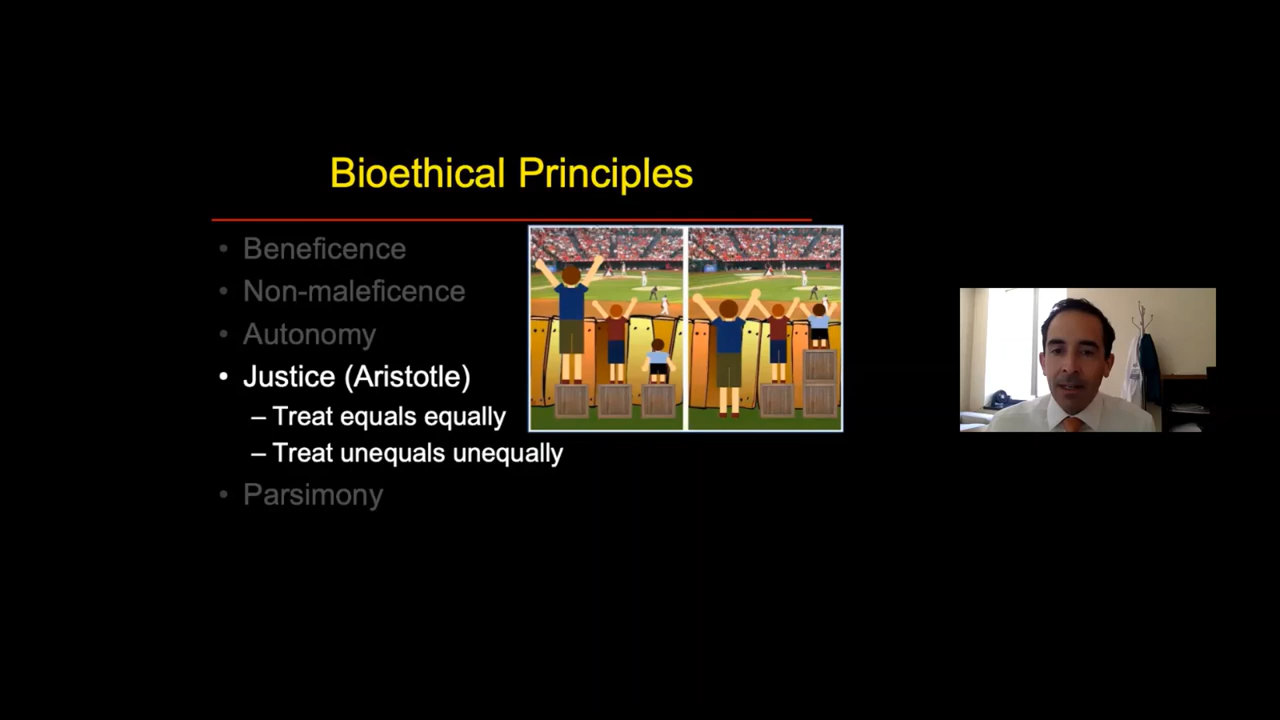 Bioethical Principles
• Beneficence
• Non-maleficence
• Autonomy
• Justice (Aristotle)
– Treat equals equally
– Treat unequals unequally
• Parsimony